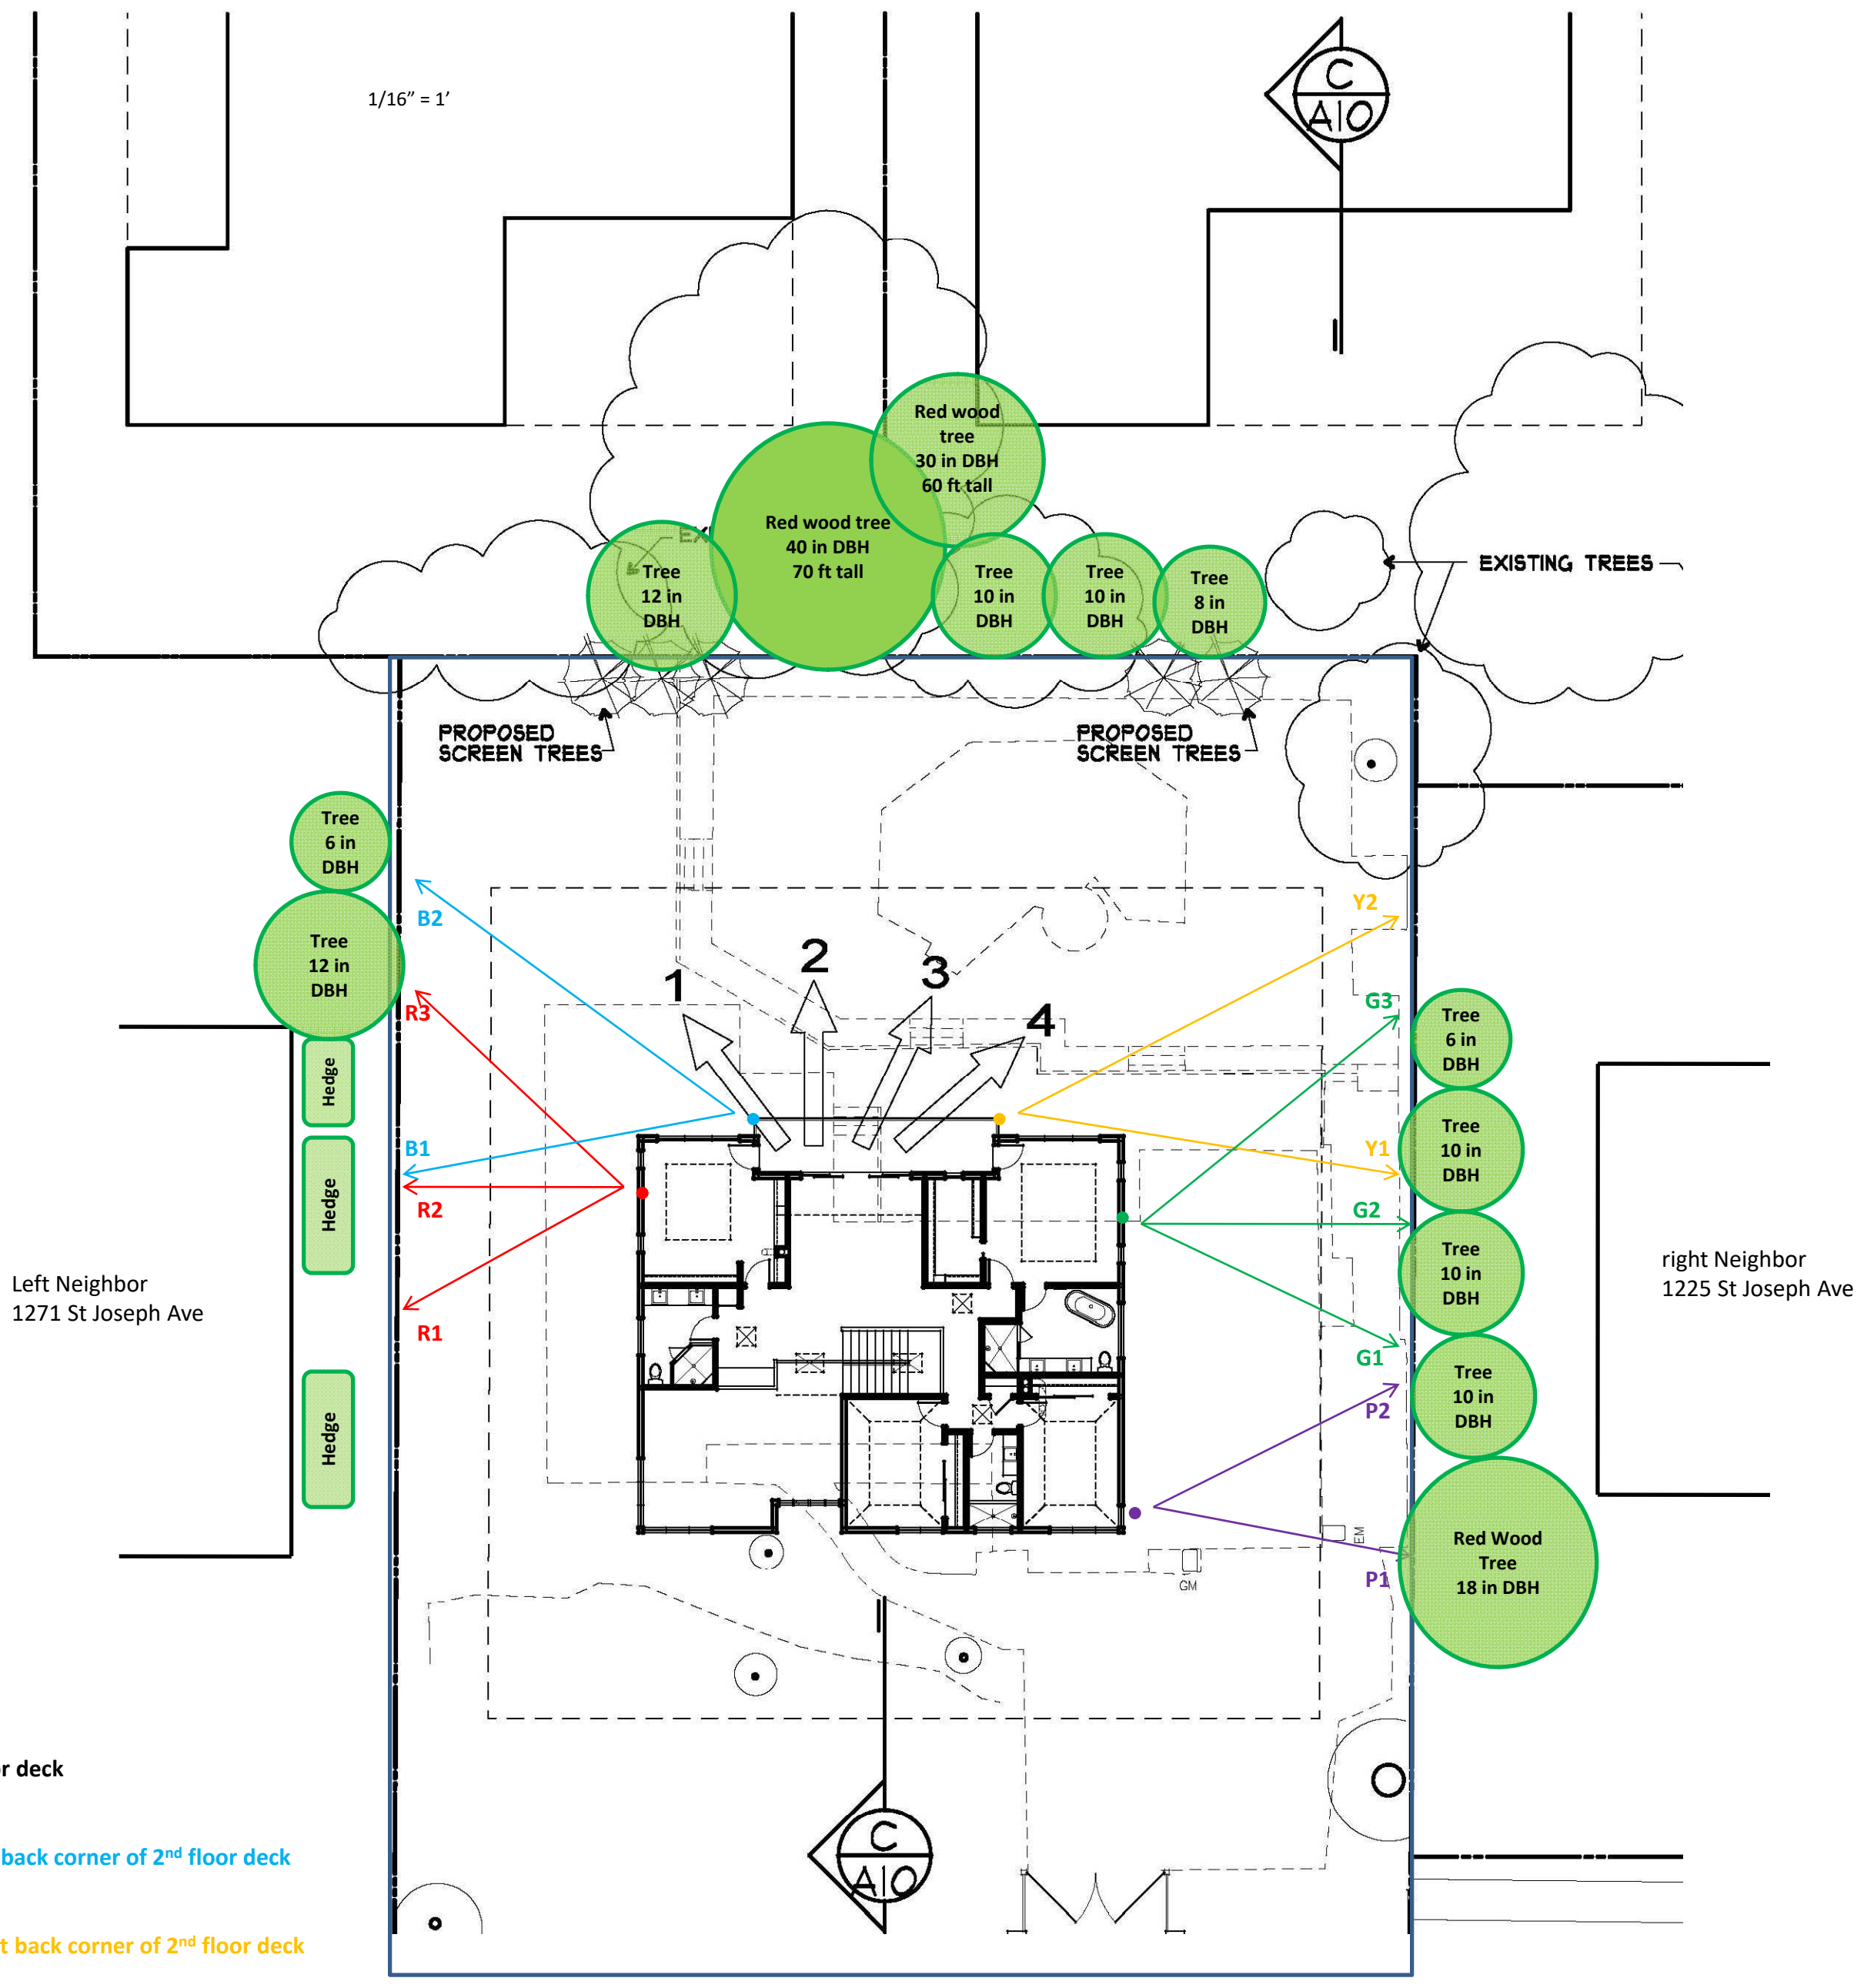 1/16” = 1’
C
A10
Red wood
tree
30 in DBH
60 ft tall
Red wood tree
40 in DBH
70 ft tall
EX
Tree
12 in
DBH
Tree
10 in
DBH
Tree
10 in
DBH
Tree
8 in
DBH
EXISTING TREES
PROPOSED
SCREEN TREES
PROPOSED
SCREEN TREES
Tree
6 in
DBH
Tree
12 in
DBH
B2
Y2
1
2
3
4
R3
G3
Tree
6 in
DBH
Hedge
Tree
10 in
DBH
B1
Y1
Hedge
R2
G2
Tree
10 in
DBH
Left Neighbor
1271 St Joseph Ave
right Neighbor
1225 St Joseph Ave
R1
G1
Tree
10 in
DBH
P2
Hedge
Red Wood
Tree
18 in DBH
EM
P1
GM
r deck
C
A10
back corner of 2nd floor deck
t back corner of 2nd floor deck